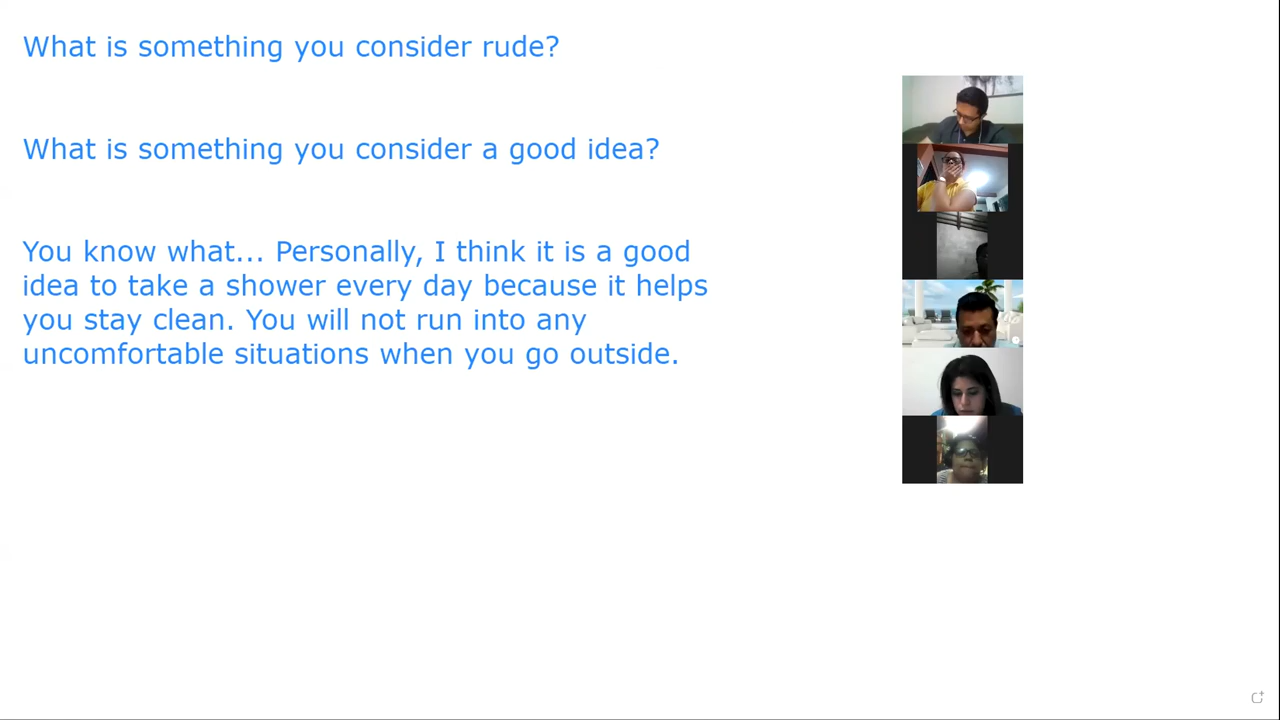 What is something you consider rude?
What is something you consider a good idea?
You know what... Personally, I think it is a good
idea to take a shower every day because it helps
you stay clean. You will not run into any
uncomfortable situations when you go outside.